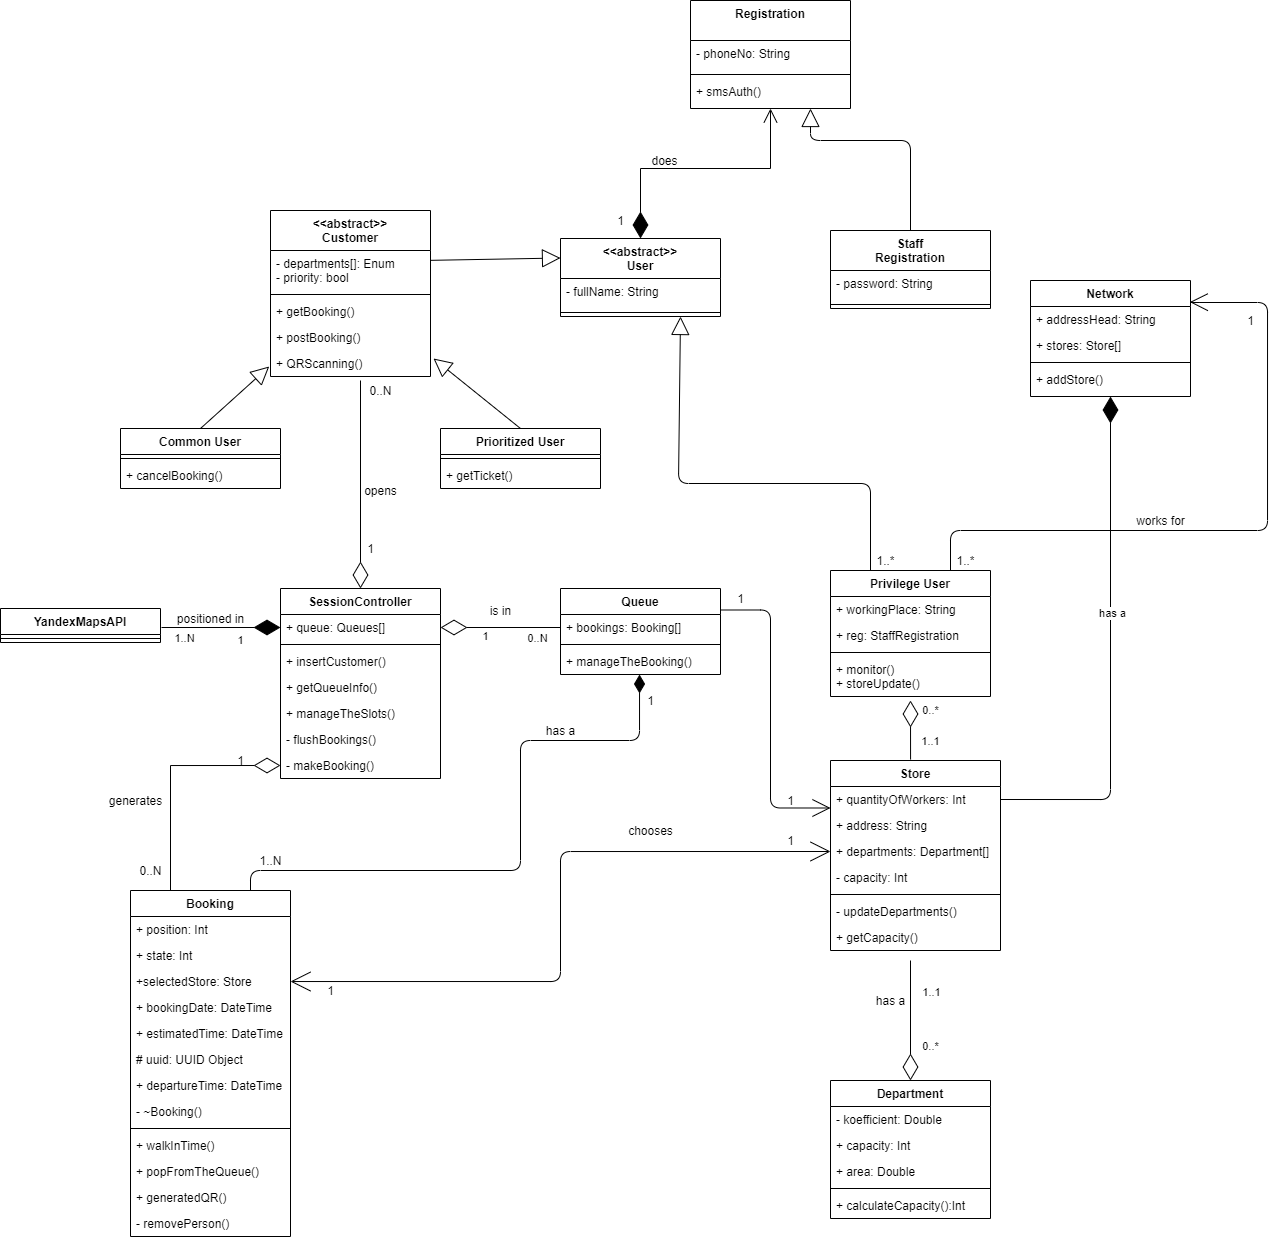 Registration
- phoneNo: String
+ smsAuth()
does
1
<<abstract>>
Customer
- departments[]: Enum
- priority: bool
+ getBooking()
+ postBooking()
+ QRScanning()
<<abstract>>
User
- fullName: String
Staff
Registration
- password: String
Network
+ addressHead: String
+ stores: Store[]
+ addStore()
1
0..N
Common User
+ cancelBooking()
Prioritized User
+ getTicket()
opens
1
works for
1..*
1..*
has a
YandexMapsAPI
positioned in
1..N
1
SessionController
+ queue: Queues[]
+ insertCustomer()
+ getQueueInfo()
+ manageTheSlots()
- flushBookings()
- makeBooking()
is in
1
0..N
Queue
+ bookings: Booking[]
+ manageTheBooking()
1
1
Privilege User
+ workingPlace: String
+ reg: StaffRegistration
+ monitor()
+ storeUpdate()
0..*
1..1
has a
1
generates
0..N
1..N
chooses
1
1
1
Store
+ quantityOfWorkers: Int
+ address: String
+ departments: Department[]
- capacity: Int
- updateDepartments()
+ getCapacity()
Booking
+ position: Int
+ state: Int
+selectedStore: Store
+ bookingDate: DateTime
+ estimatedTime: DateTime
# uuid: UUID Object
+ departureTime: DateTime
- ~Booking()
+ walkInTime()
+ popFromTheQueue()
+ generatedQR()
- removePerson()
1..1
has a
0..*
Department
- koefficient: Double
+ capacity: Int
+ area: Double
+ calculateCapacity():Int